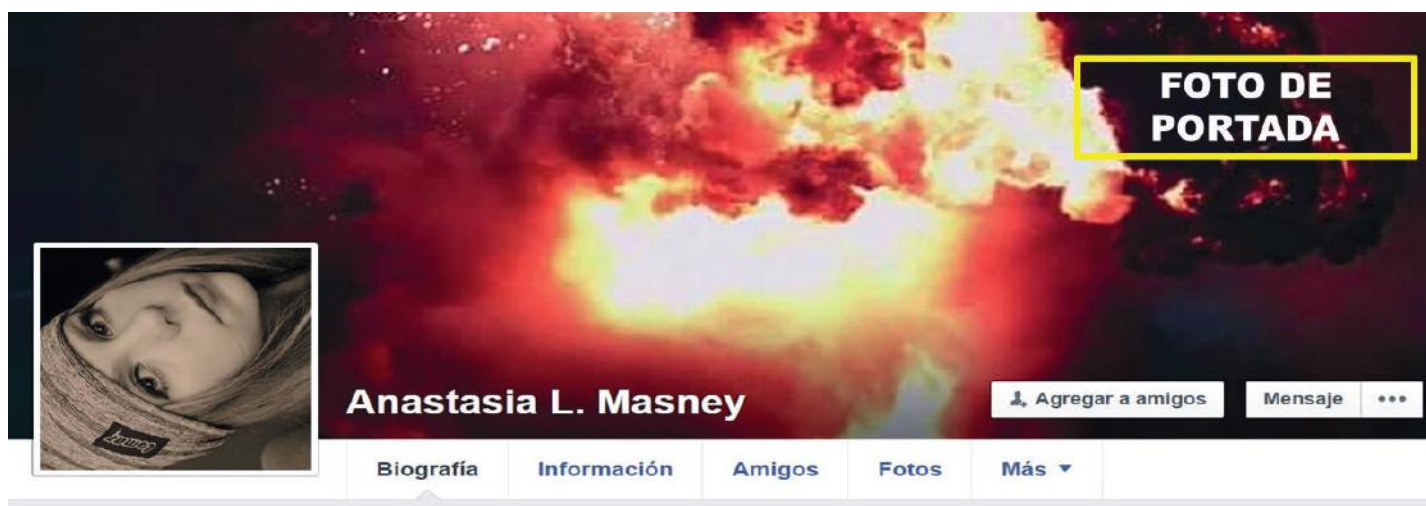 FOTO DE
PORTADA
Anastasia L. Masney
Agregar a amigos
Mensaje
Biografía
Información
Amigos
Fotos
Más